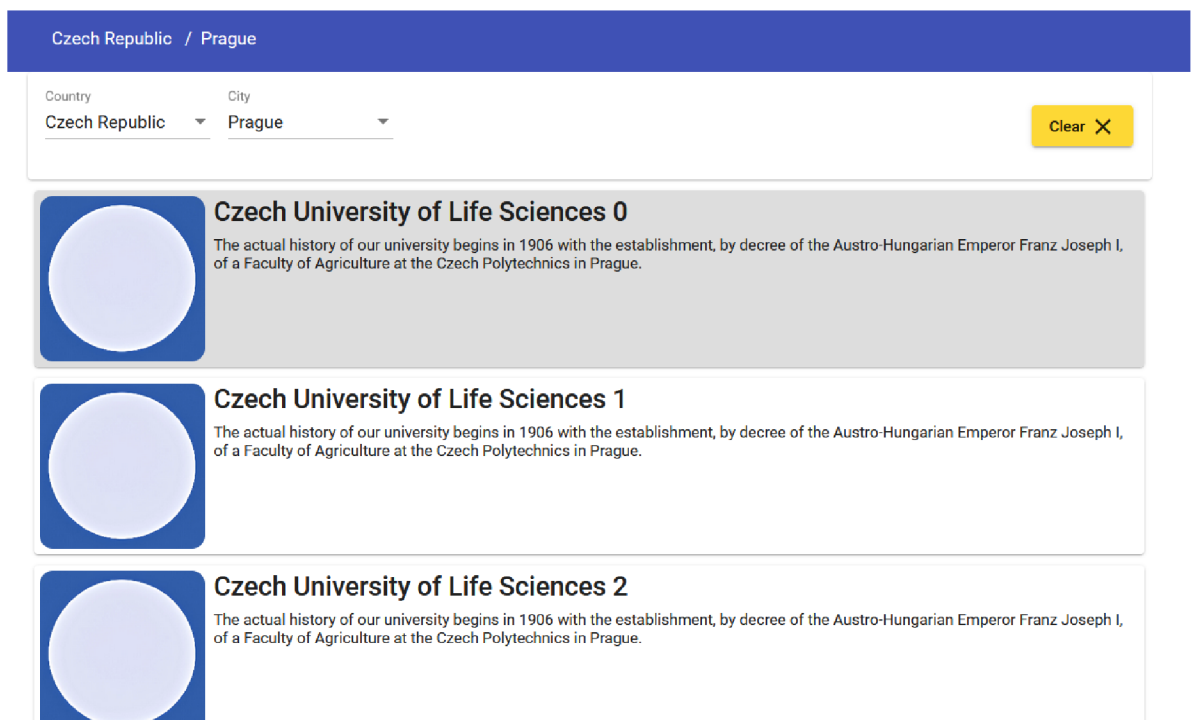 Czech Republic / Prague
Country
City
Czech Republic
Prague
Clear
Czech University of Life Sciences 0
The actual history of our university begins in 1906 with the establishment, by decree of the Austro-Hungarian Emperor Franz Joseph I,
of a Faculty of Agriculture at the Czech Polytechnics in Prague.
Czech University of Life Sciences 1
The actual history of our university begins in 1906 with the establishment, by decree of the Austro-Hungarian Emperor Franz Joseph I,
of a Faculty of Agriculture at the Czech Polytechnics in Prague.
Czech University of Life Sciences 2
The actual history of our university begins in 1906 with the establishment, by decree of the Austro-Hungarian Emperor Franz Joseph I,
of a Faculty of Agriculture at the Czech Polytechnics in Prague.